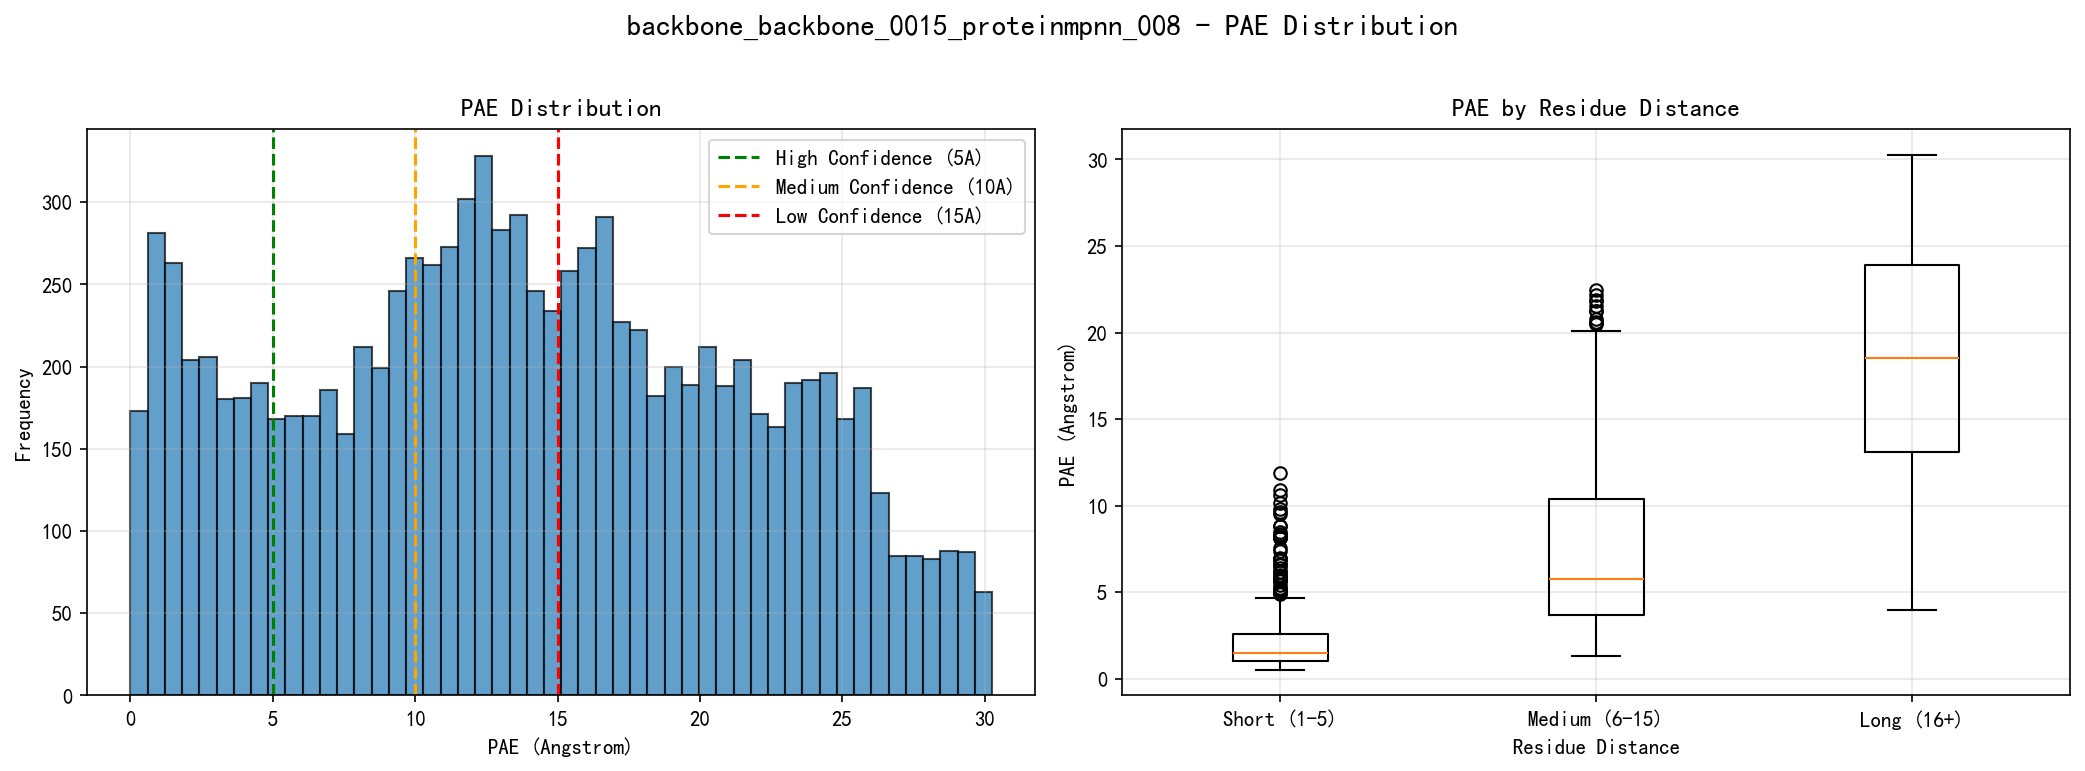 backbone_backbone_0015_proteinmpnn_008 - PAE Distribution
PAE Distribution
High Confidence (5A)
Medium Confidence (10A)
Low Confidence (15A)
Frequency
300
250
200
150
100
50
0
0 5 10 15 20 25 30
PAE (Angstrom)
PAE by Residue Distance
PAE (Angstrom)
30
25
20
15
10
5
0
Short (1-5) Medium (6-15) Long (16+)
Residue Distance